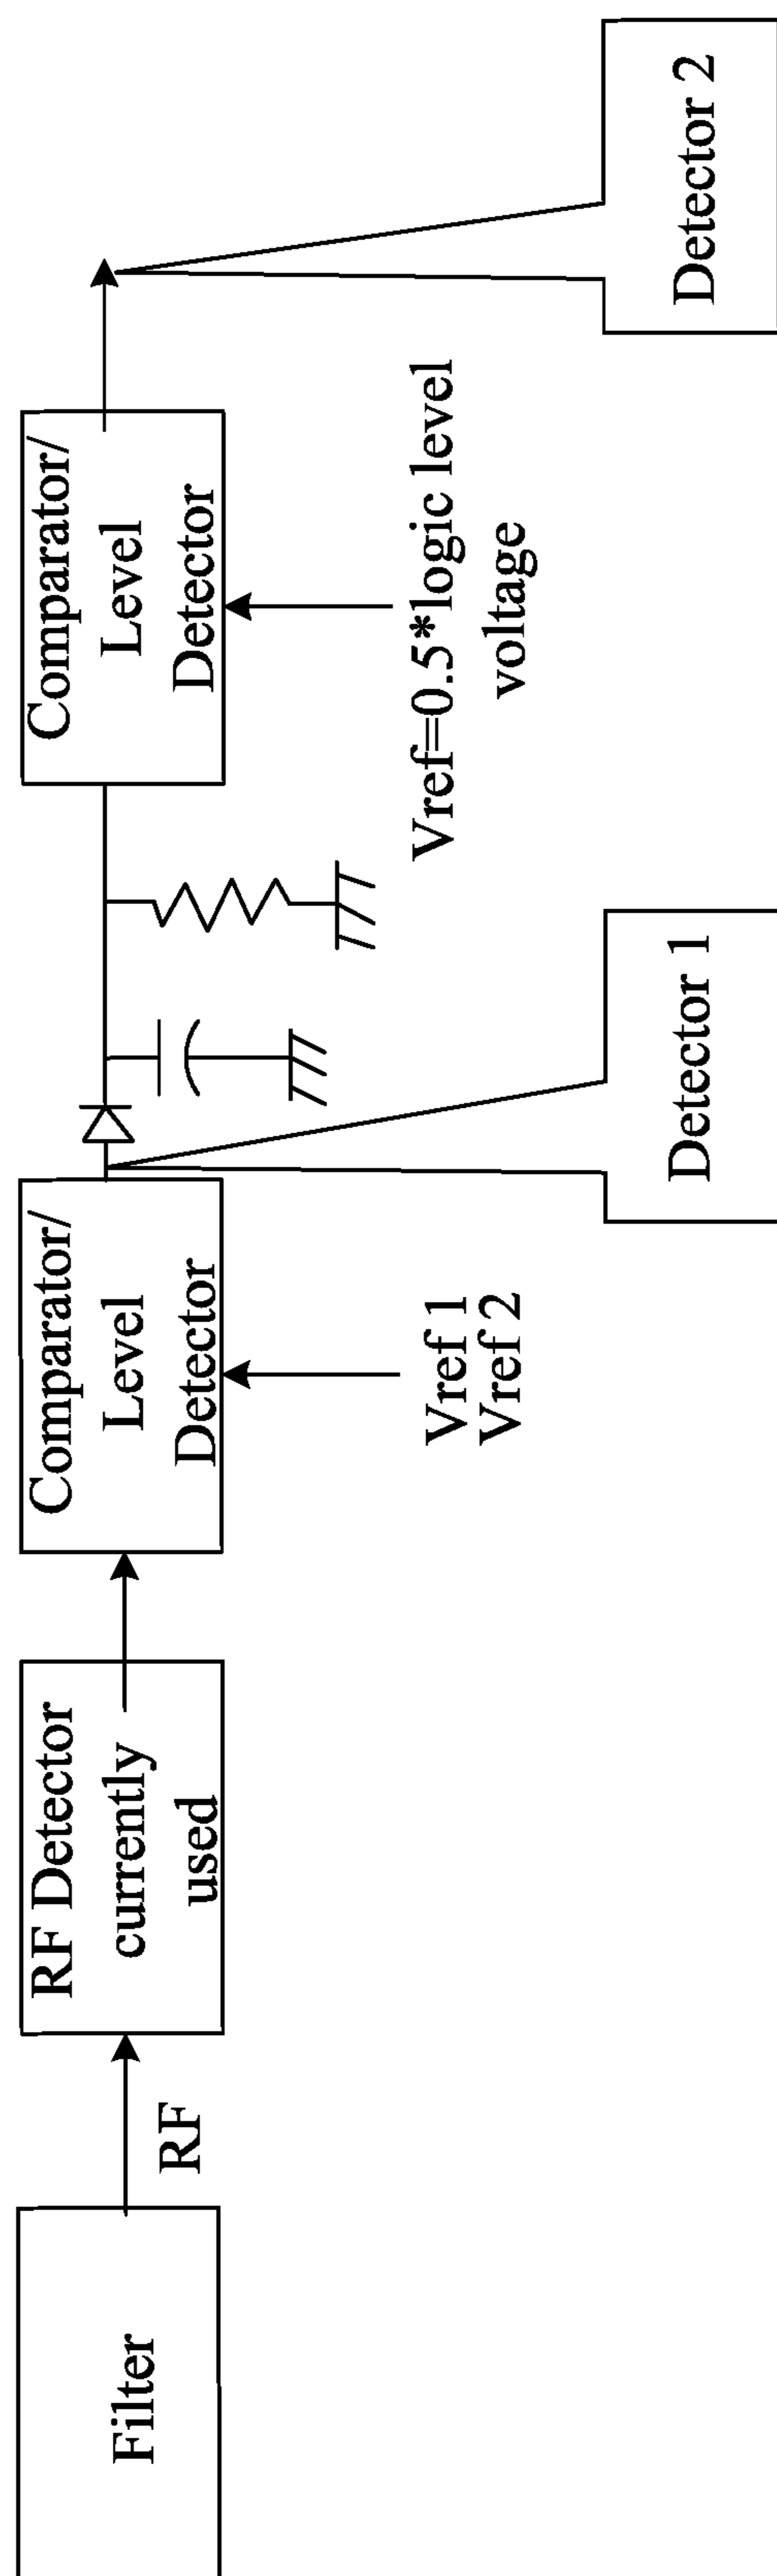 Filter
RF
RF Detector
currently
used
Comparator/
Level
Detector
Vref 1
Vref 2
Detector 1
Comparator/
Level
Detector
Vref=0.5*logic level
voltage
Detector 2